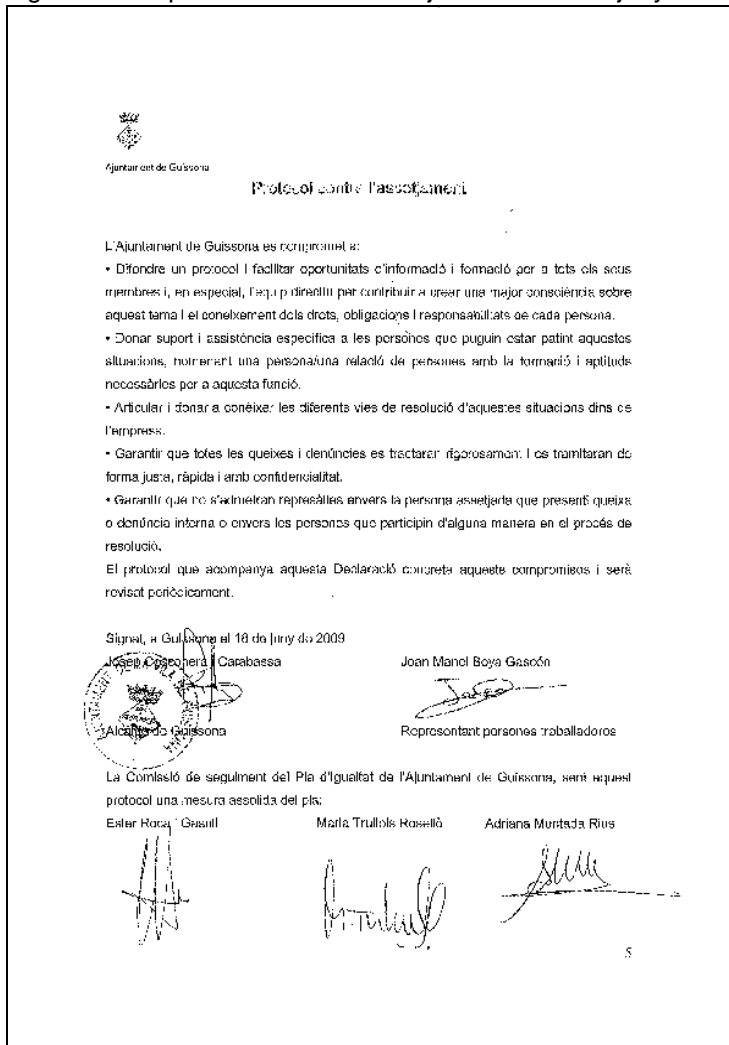 Ajuntament de Guissona
Protocol contra l'assetjament
L'Ajuntament de Guissona es compromet a:
• Difondre un protocol i facilitar oportunitats d'informació i formació per a tots els seus
membres i, en especial, l'equip directiu per contribuir a crear una major consciència sobre
aquest tema i el coneixement dels drets, obligacions i responsabilitats de cada persona.
• Donar suport i assistència específica a les persones que puguin estar patint aquestes
situacions, nomenant una persona/una relació de persones amb la formació i aptituds
necessàries per a aquesta funció.
• Articular i donar a conèixer les diferents vies de resolució d'aquestes situacions dins de
l'empresa.
• Garantir que totes les queixes i denúncies es tractaran rigorosament i es tramitaran de
forma justa, ràpida i amb confidencialitat.
• Garantir que no s'admetran represàlies envers la persona assetjada que presenti queixa
o denúncia interna o envers les persones que participin d'alguna manera en el procés de
resolució.
El protocol que acompanya aquesta Declaració concreta aquests compromisos i serà
revisat periòdicament.
Signat, a Guissona el 18 de juny de 2009
Josep Cosconera i Carabassa Joan Manel Boya Gascón
Alcalde de Guissona Representant persones treballadores
La Comissió de seguiment del Pla d'Igualtat de l'Ajuntament de Guissona, serà aquest
protocol una mesura assolida del pla:
Ester Roca i Gasull Maria Trullols Roselló Adriana Muntada Rius
5